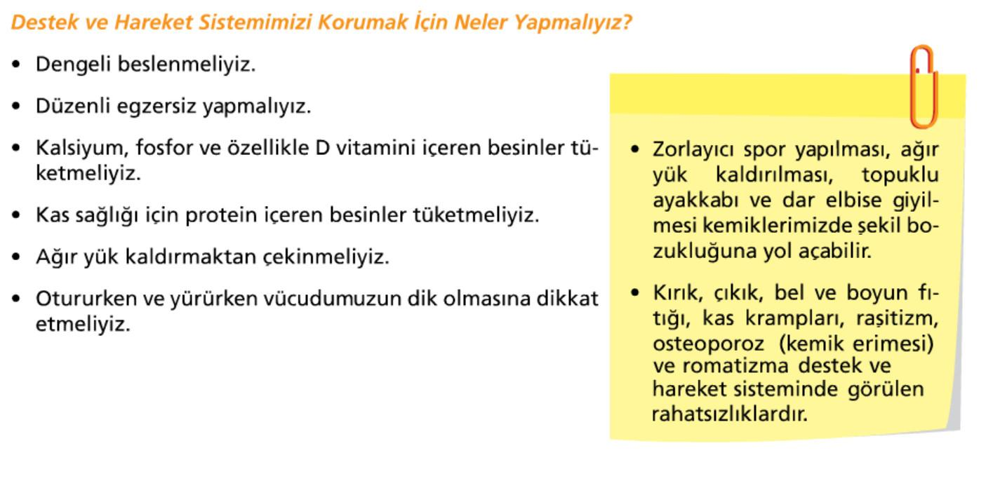 Destek ve Hareket Sistemimizi Korumak İçin Neler Yapmalıyız?
• Dengeli beslenmeliyiz.
• Düzenli egzersiz yapmalıyız.
• Kalsiyum, fosfor ve özellikle D vitamini içeren besinler tü-
ketmeliyiz.
• Kas sağlığı için protein içeren besinler tüketmeliyiz.
• Ağır yük kaldırmaktan çekinmeliyiz.
• Otururken ve yürürken vücudumuzun dik olmasına dikkat
etmeliyiz.
• Zorlayıcı spor yapılması, ağır
yük kaldırılması, topuklu
ayakkabı ve dar elbise giyil-
mesi kemiklerimizde şekil bo-
zukluğuna yol açabilir.
• Kırık, çıkık, bel ve boyun fı-
tığı, kas krampları, raşitizm,
osteoporoz (kemik erimesi)
ve romatizma destek ve
hareket sisteminde görülen
rahatsızlıklardır.